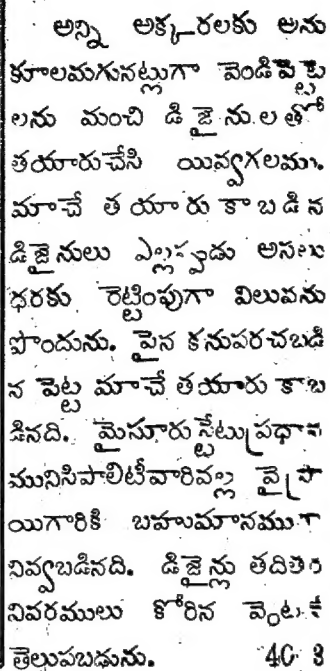 అన్ని అక్కరలకు అను
కూలమగునట్లుగా వెండిపెట్టె
లను మంచి డిజైనులతో
తయారుచేసి యివ్వగలము.
మాచే తయారు కాబడిన
డిజైనులు ఎల్లప్పుడు అసలు
ధరకు రెట్టింపుగా విలువను
పొందును. పైన కనుపరచబడి
న పెట్టె మాచే తయారు కాబ
డినది. మైసూరు స్టేటు ప్రధాన
మునిసిపాలిటీవారివల్ల వైస్రా
యిగారికి బహుమానముగా
నివ్వబడినది. డిజైన్లు తదితర
వివరములు కోరిన వెంటనే
తెలుపబడును. 40 3